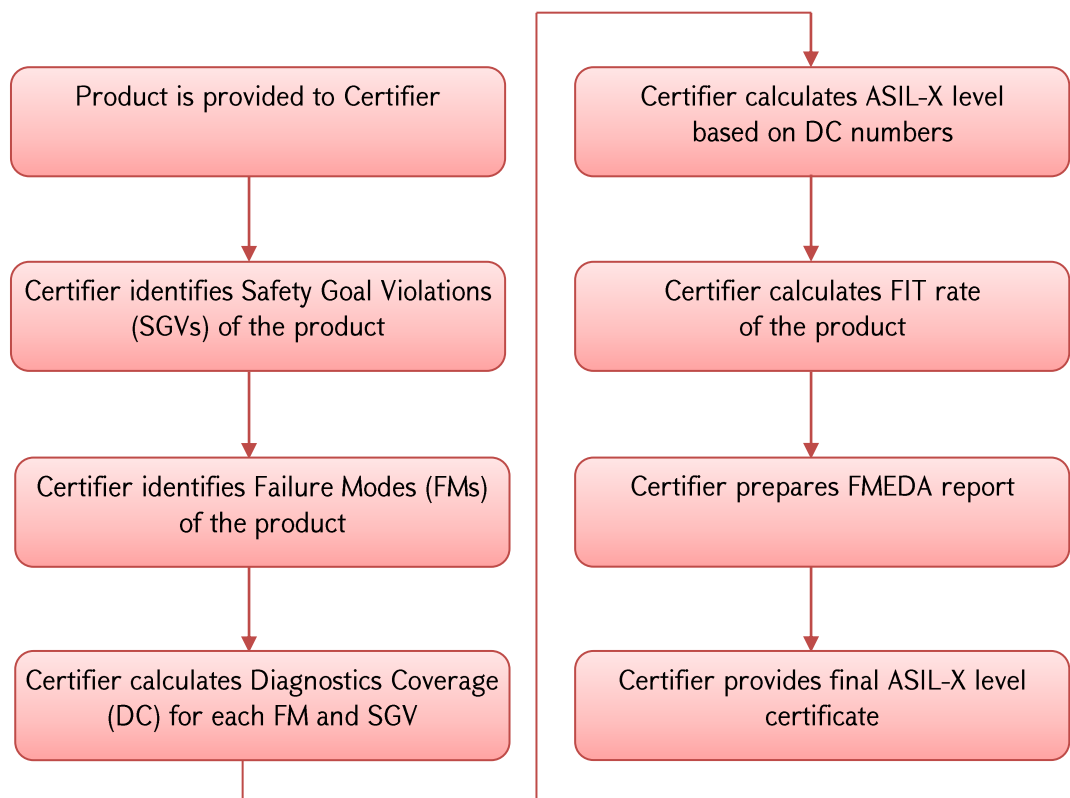 Product is provided to Certifier
Certifier identifies Safety Goal Violations
(SGVs) of the product
Certifier identifies Failure Modes (FMs)
of the product
Certifier calculates Diagnostics Coverage
(DC) for each FM and SGV
Certifier calculates ASIL-X level
based on DC numbers
Certifier calculates FIT rate
of the product
Certifier prepares FMEDA report
Certifier provides final ASIL-X level
certificate